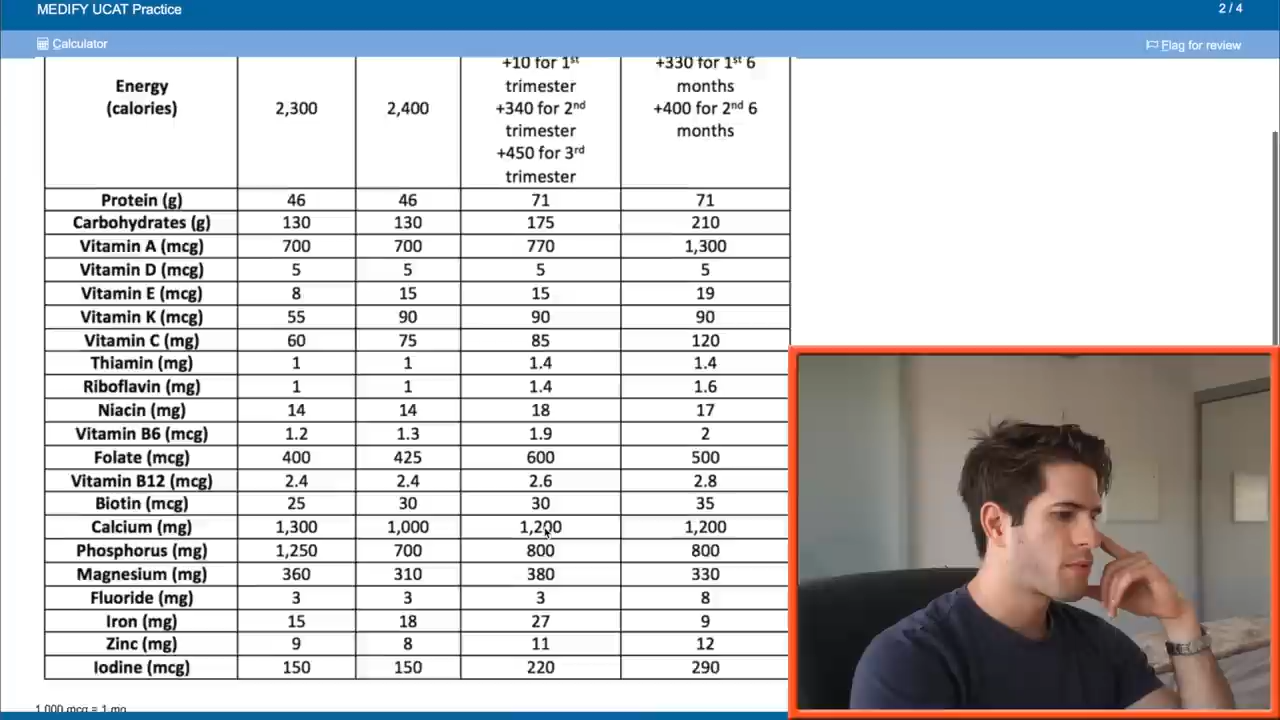 MEDIFY UCAT Practice
2 / 4
Calculator
Flag for review
Energy (calories) 2,300 2,400 +10 for 1st trimester +340 for 2nd trimester +450 for 3rd trimester +330 for 1st 6 months +400 for 2nd 6 months
Protein (g) 46 46 71 71
Carbohydrates (g) 130 130 175 210
Vitamin A (mcg) 700 700 770 1,300
Vitamin D (mcg) 5 5 5 5
Vitamin E (mcg) 8 15 15 19
Vitamin K (mcg) 55 90 90 90
Vitamin C (mg) 60 75 85 120
Thiamin (mg) 1 1 1.4 1.4
Riboflavin (mg) 1 1 1.4 1.6
Niacin (mg) 14 14 18 17
Vitamin B6 (mcg) 1.2 1.3 1.9 2
Folate (mcg) 400 425 600 500
Vitamin B12 (mcg) 2.4 2.4 2.6 2.8
Biotin (mcg) 25 30 30 35
Calcium (mg) 1,300 1,000 1,200 1,200
Phosphorus (mg) 1,250 700 800 800
Magnesium (mg) 360 310 380 330
Fluoride (mg) 3 3 3 8
Iron (mg) 15 18 27 9
Zinc (mg) 9 8 11 12
Iodine (mcg) 150 150 220 290
1,000 mcg = 1 mg